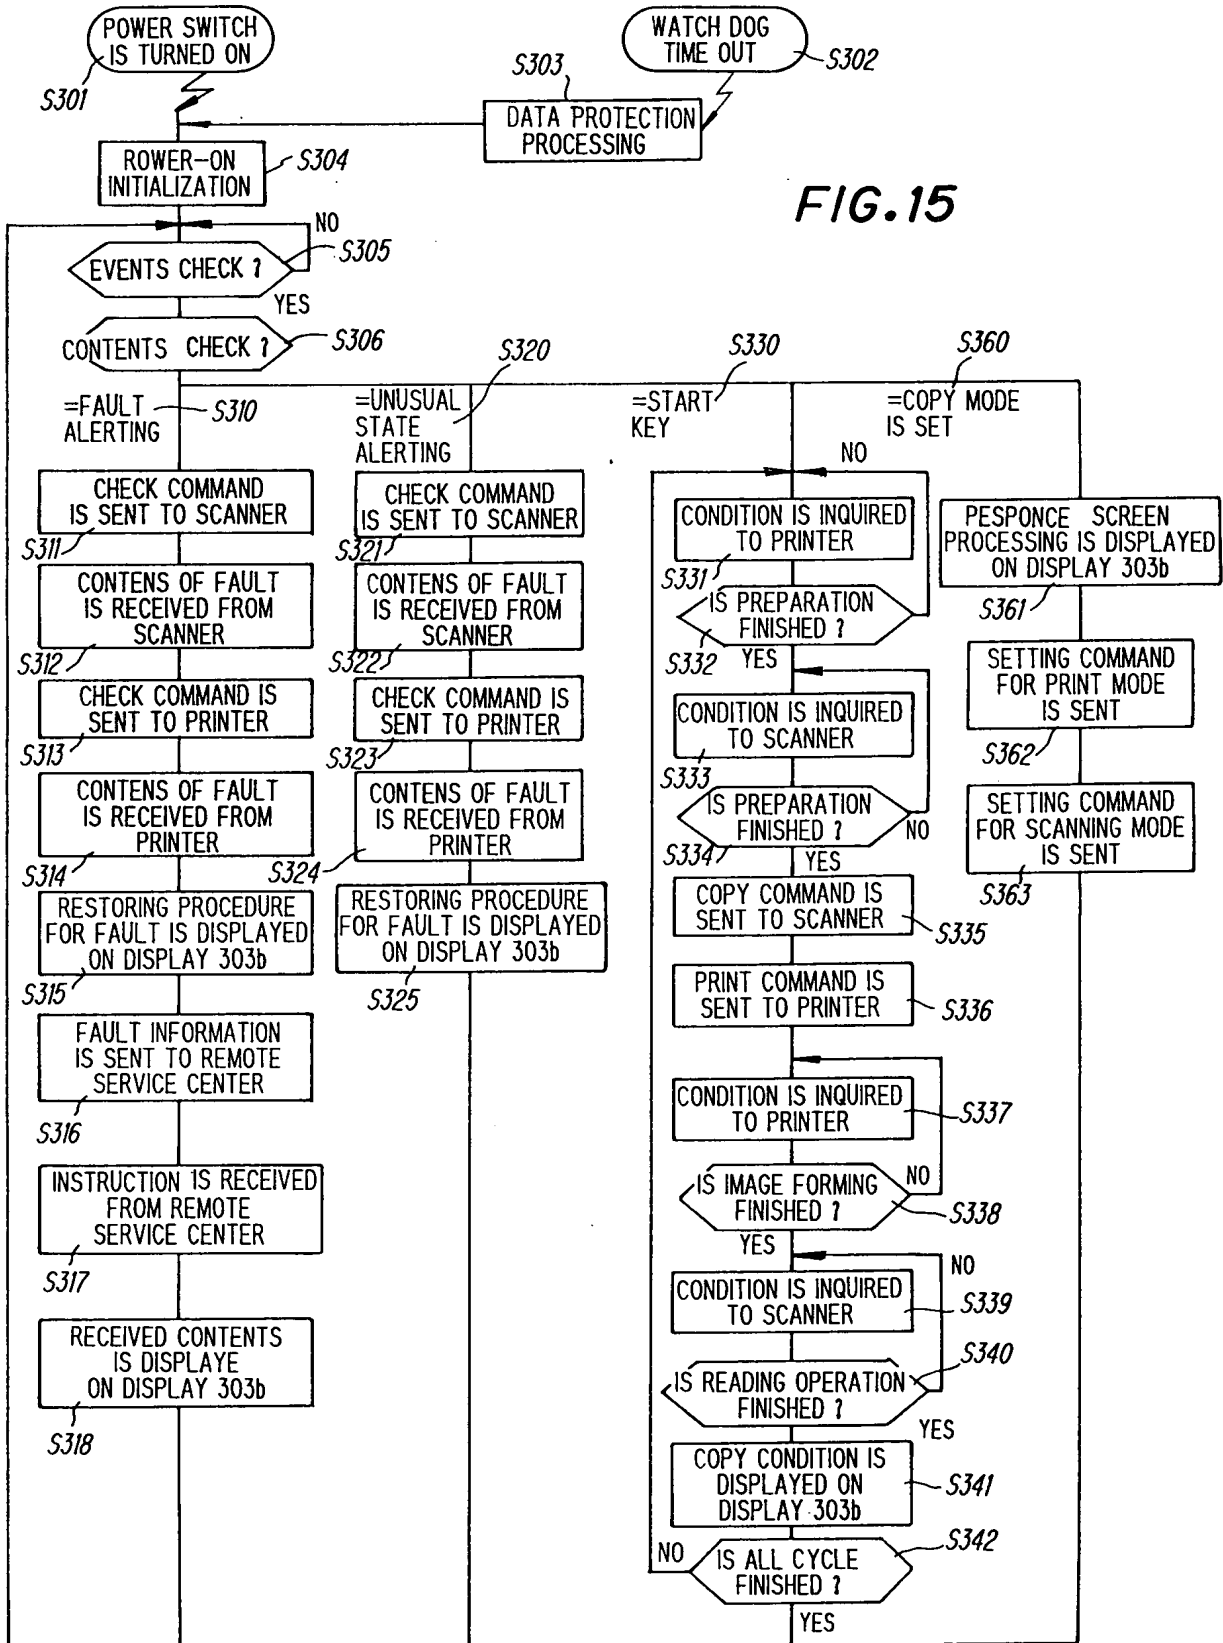 POWER SWITCH
IS TURNED ON
S301
WATCH DOG
TIME OUT
S302
S303
DATA PROTECTION
PROCESSING
ROWER-ON
INITIALIZATION
S304
FIG.15
NO
EVENTS CHECK ?
S305
YES
CONTENTS CHECK ?
S306
=FAULT
ALERTING
S310
CHECK COMMAND
IS SENT TO SCANNER
S311
CONTENS OF FAULT
IS RECEIVED FROM
SCANNER
S312
CHECK COMMAND IS
SENT TO PRINTER
S313
CONTENS OF FAULT
IS RECEIVED FROM
PRINTER
S314
RESTORING PROCEDURE
FOR FAULT IS DISPLAYED
ON DISPLAY 303b
S315
FAULT INFORMATION
IS SENT TO REMOTE
SERVICE CENTER
S316
INSTRUCTION IS RECEIVED
FROM REMOTE
SERVICE CENTER
S317
RECEIVED CONTENTS
IS DISPLAYE
ON DISPLAY 303b
S318
S320
=UNUSUAL
STATE
ALERTING
CHECK COMMAND
IS SENT TO SCANNER
S321
CONTENS OF FAULT
IS RECEIVED FROM
SCANNER
S322
CHECK COMMAND
IS SENT TO PRINTER
S323
CONTENS OF FAULT
IS RECEIVED FROM
PRINTER
S324
RESTORING PROCEDURE
FOR FAULT IS DISPLAYED
ON DISPLAY 303b
S325
S330
=START
KEY
NO
CONDITION IS INQUIRED
TO PRINTER
S331
IS PREPARATION
FINISHED ?
S332
YES
CONDITION IS INQUIRED
TO SCANNER
S333
IS PREPARATION
FINISHED ?
NO
S334
YES
COPY COMMAND IS
SENT TO SCANNER
S335
PRINT COMMAND IS
SENT TO PRINTER
S336
CONDITION IS INQUIRED
TO PRINTER
S337
IS IMAGE FORMING
FINISHED ?
NO
S338
YES
NO
CONDITION IS INQUIRED
TO SCANNER
S339
IS READING OPERATION
FINISHED ?
S340
YES
COPY CONDITION IS
DISPLAYED ON
DISPLAY 303b
S341
NO
IS ALL CYCLE
FINISHED ?
S342
YES
S360
=COPY MODE
IS SET
PESPONCE SCREEN
PROCESSING IS DISPLAYED
ON DISPLAY 303b
S361
SETTING COMMAND
FOR PRINT MODE
IS SENT
S362
SETTING COMMAND
FOR SCANNING MODE
IS SENT
S363